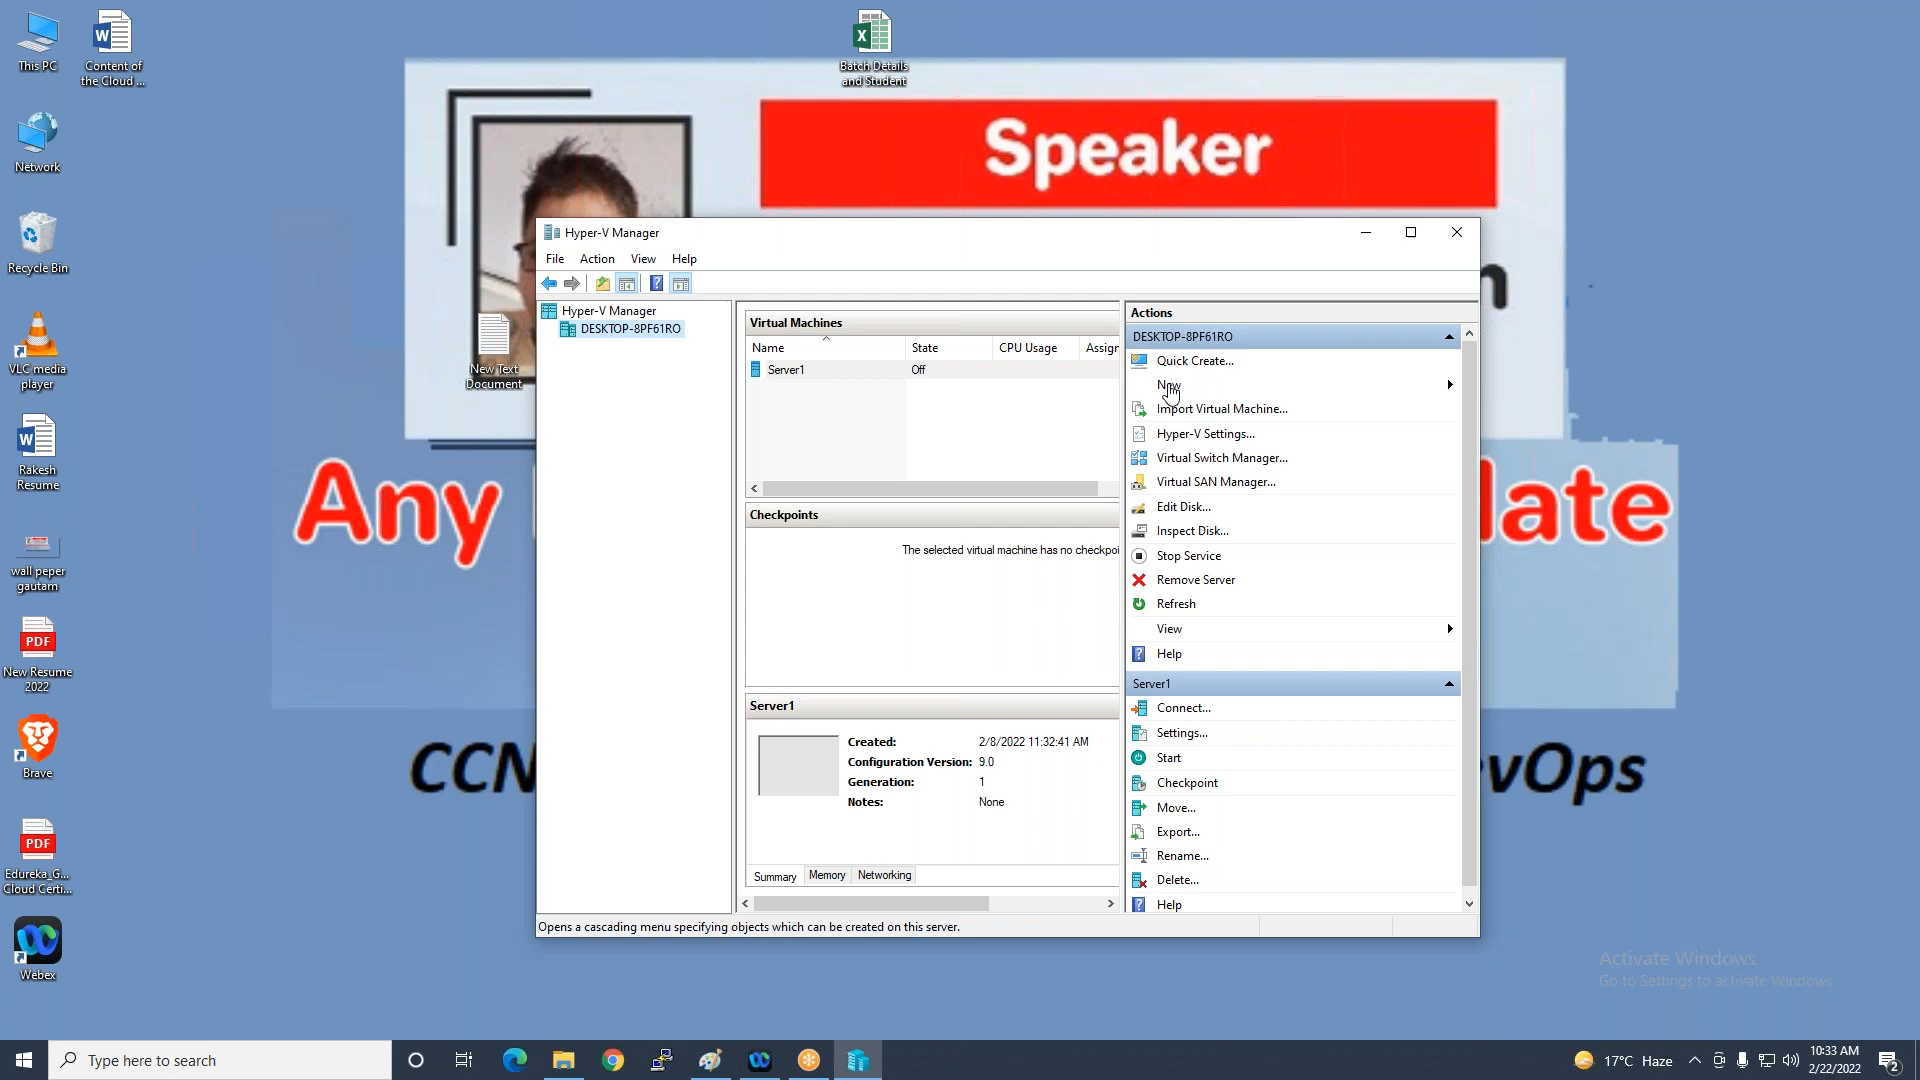 This PC
Content of
the Cloud ...
Batch Details
and Student
Network
Recycle Bin
VLC media
player
Rakesh
Resume
wall peper
gautam
New Resume
2022
Brave
Edureka_G...
Cloud Certi...
Webex
New Text
Document
Speaker
Any
late
CCN
vOps
Hyper-V Manager
File Action View Help
Hyper-V Manager
DESKTOP-8PF61RO
Virtual Machines
Name State CPU Usage Assigr
Server1 Off
Checkpoints
The selected virtual machine has no checkpoi
Server1
Created: 2/8/2022 11:32:41 AM
Configuration Version: 9.0
Generation: 1
Notes: None
Summary Memory Networking
Actions
DESKTOP-8PF61RO
Quick Create...
New
Import Virtual Machine...
Hyper-V Settings...
Virtual Switch Manager...
Virtual SAN Manager...
Edit Disk...
Inspect Disk...
Stop Service
Remove Server
Refresh
View
Help
Server1
Connect...
Settings...
Start
Checkpoint
Move...
Export...
Rename...
Delete...
Help
Opens a cascading menu specifying objects which can be created on this server.
Activate Windows
Go to Settings to activate Windows.
Type here to search
17°C Haze
10:33 AM
2/22/2022
2